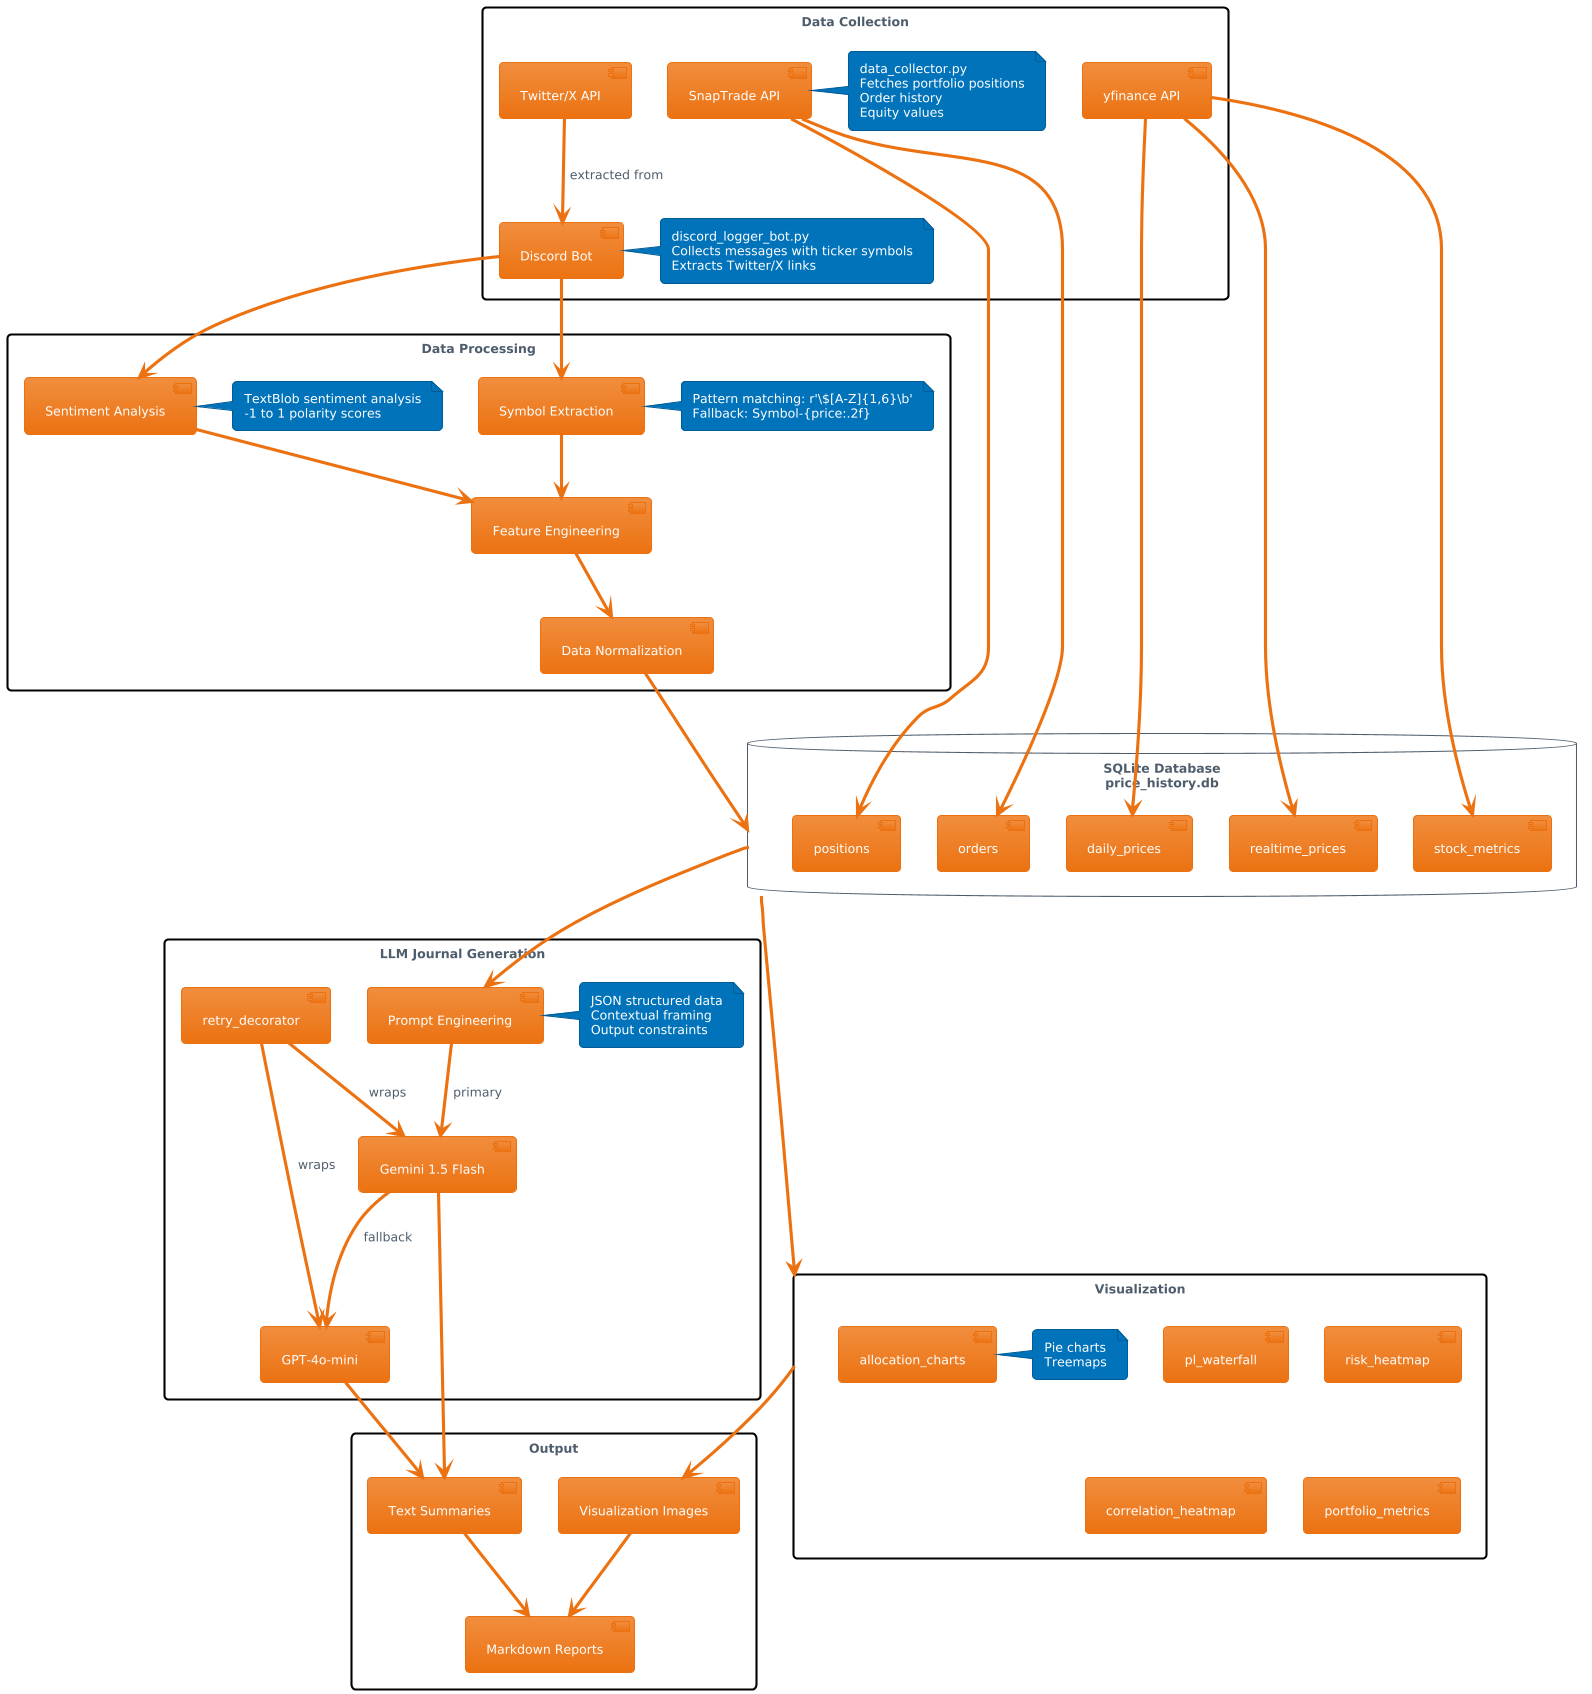 Data Collection
Twitter/X API
SnapTrade API
data_collector.py
Fetches portfolio positions
Order history
Equity values
yfinance API
extracted from
Discord Bot
discord_logger_bot.py
Collects messages with ticker symbols
Extracts Twitter/X links
Data Processing
Sentiment Analysis
TextBlob sentiment analysis
-1 to 1 polarity scores
Symbol Extraction
Pattern matching: r'\$[A-Z]{1,6}\b'
Fallback: Symbol-{price:.2f}
Feature Engineering
Data Normalization
SQLite Database
price_history.db
positions
orders
daily_prices
realtime_prices
stock_metrics
LLM Journal Generation
retry_decorator
Prompt Engineering
JSON structured data
Contextual framing
Output constraints
wraps
primary
Gemini 1.5 Flash
wraps
fallback
GPT-4o-mini
Visualization
allocation_charts
Pie charts
Treemaps
pl_waterfall
risk_heatmap
correlation_heatmap
portfolio_metrics
Output
Text Summaries
Visualization Images
Markdown Reports